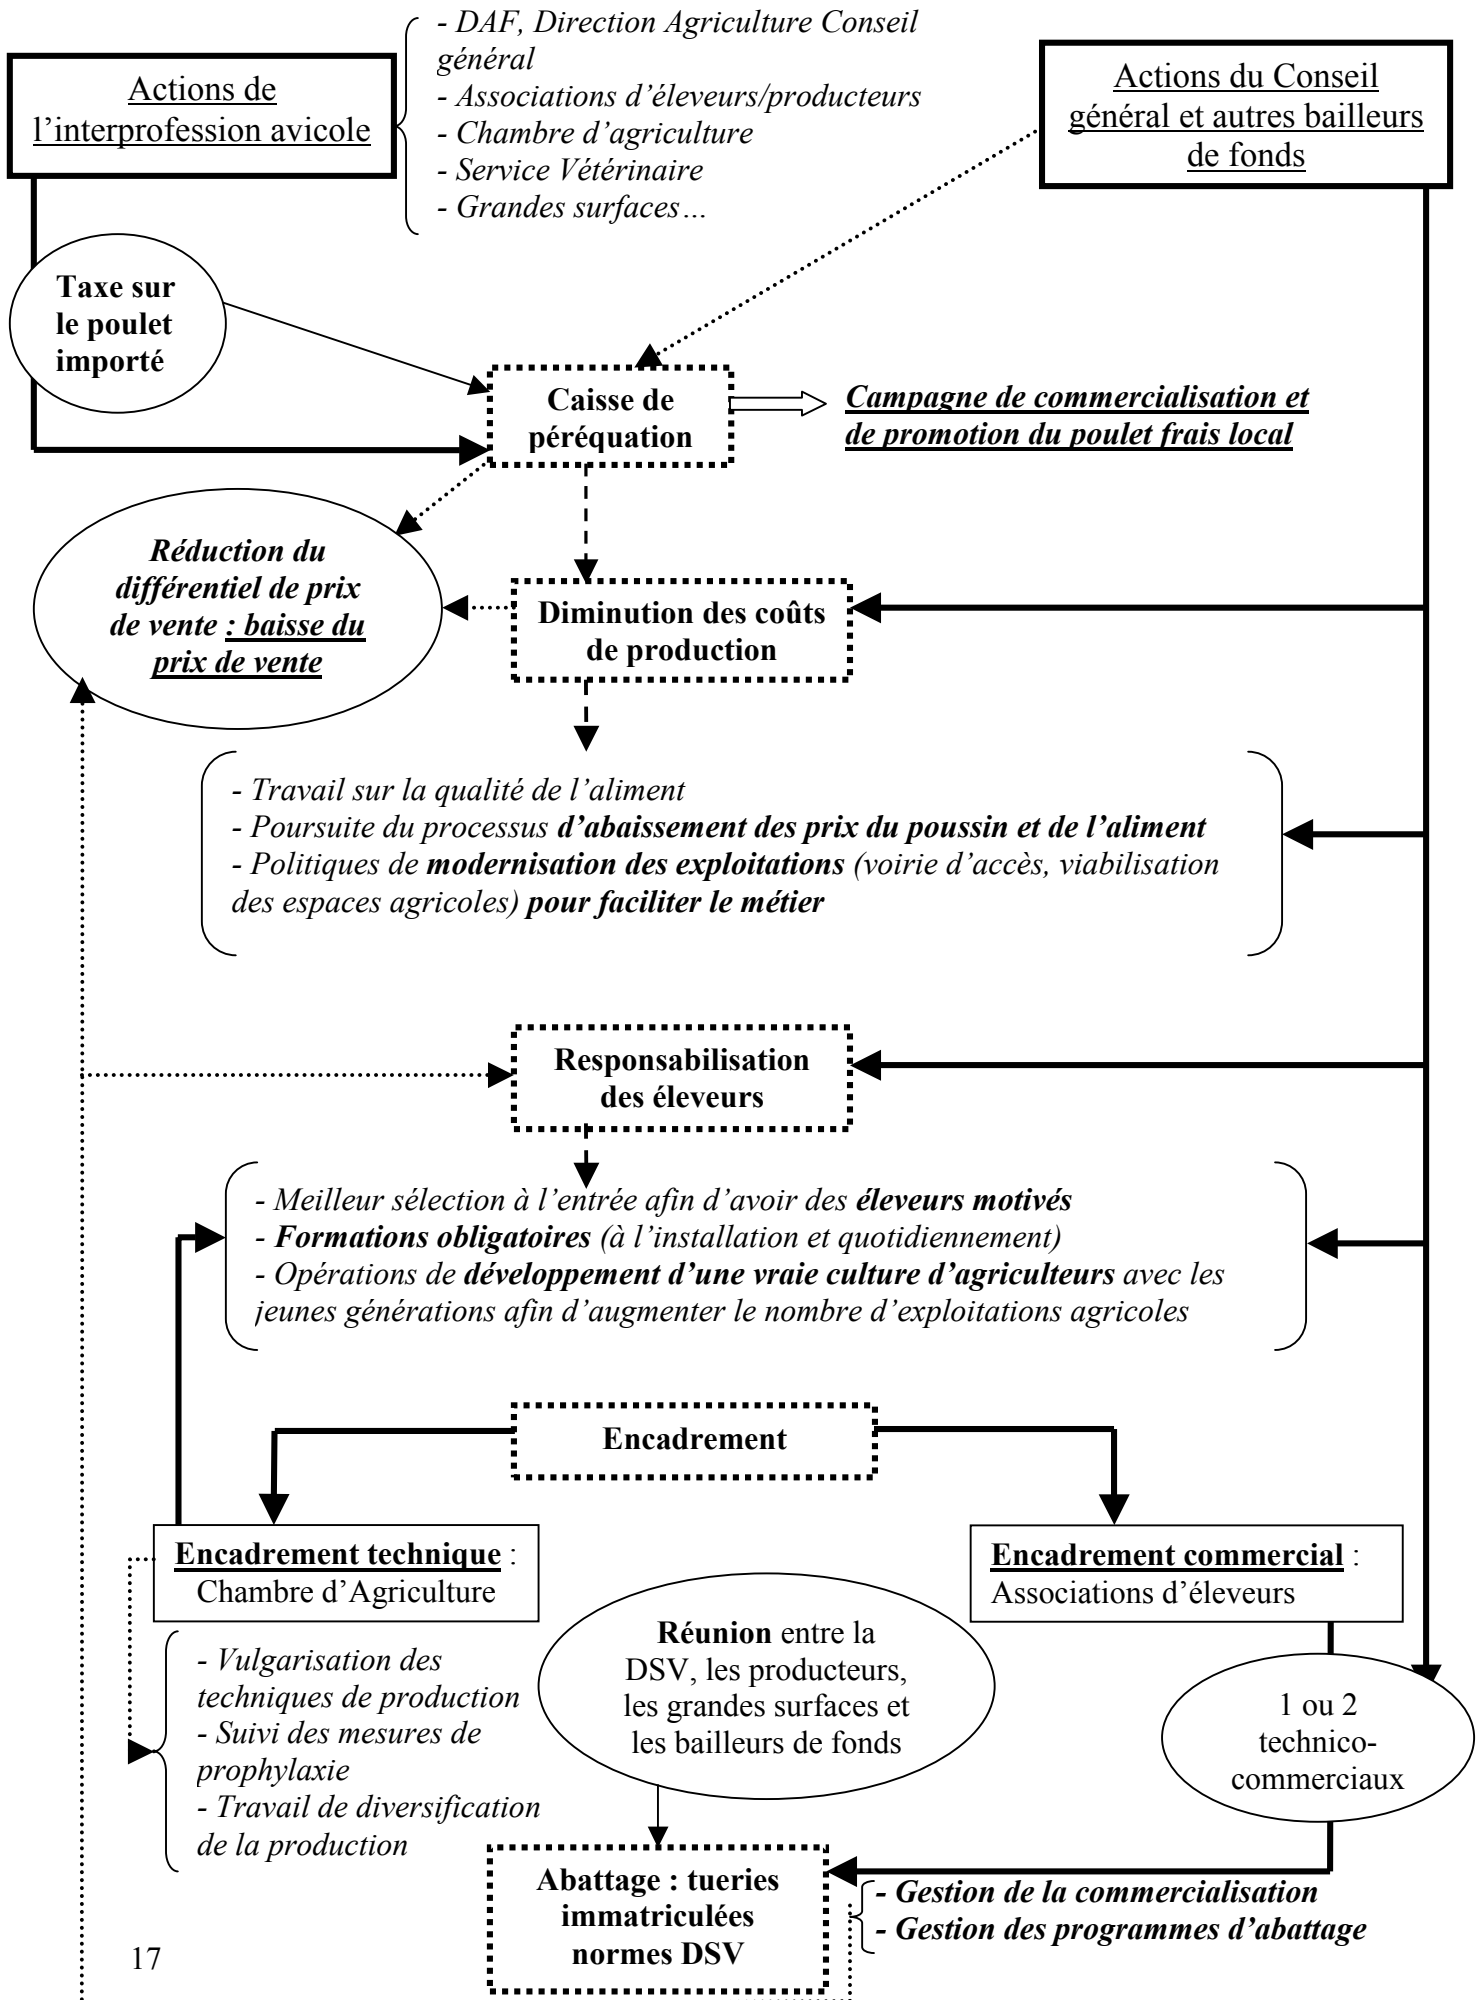 Actions de
l’interprofession avicole
- DAF, Direction Agriculture Conseil
général
- Associations d’éleveurs/producteurs
- Chambre d’agriculture
- Service Vétérinaire
- Grandes surfaces…
Actions du Conseil
général et autres bailleurs
de fonds
Taxe sur
le poulet
importé
Caisse de
péréquation
Campagne de commercialisation et
de promotion du poulet frais local
Réduction du
différentiel de prix
de vente : baisse du
prix de vente
Diminution des coûts
de production
- Travail sur la qualité de l’aliment
- Poursuite du processus d’abaissement des prix du poussin et de l’aliment
- Politiques de modernisation des exploitations (voirie d’accès, viabilisation
des espaces agricoles) pour faciliter le métier
Responsabilisation
des éleveurs
- Meilleur sélection à l’entrée afin d’avoir des éleveurs motivés
- Formations obligatoires (à l’installation et quotidiennement)
- Opérations de développement d’une vraie culture d’agriculteurs avec les
jeunes générations afin d’augmenter le nombre d’exploitations agricoles
Encadrement
Encadrement technique :
Chambre d’Agriculture
Encadrement commercial :
Associations d’éleveurs
- Vulgarisation des
techniques de production
- Suivi des mesures de
prophylaxie
- Travail de diversification
de la production
Réunion entre la
DSV, les producteurs,
les grandes surfaces et
les bailleurs de fonds
1 ou 2
technico-
commerciaux
Abattage : tueries
immatriculées
normes DSV
- Gestion de la commercialisation
- Gestion des programmes d’abattage
17